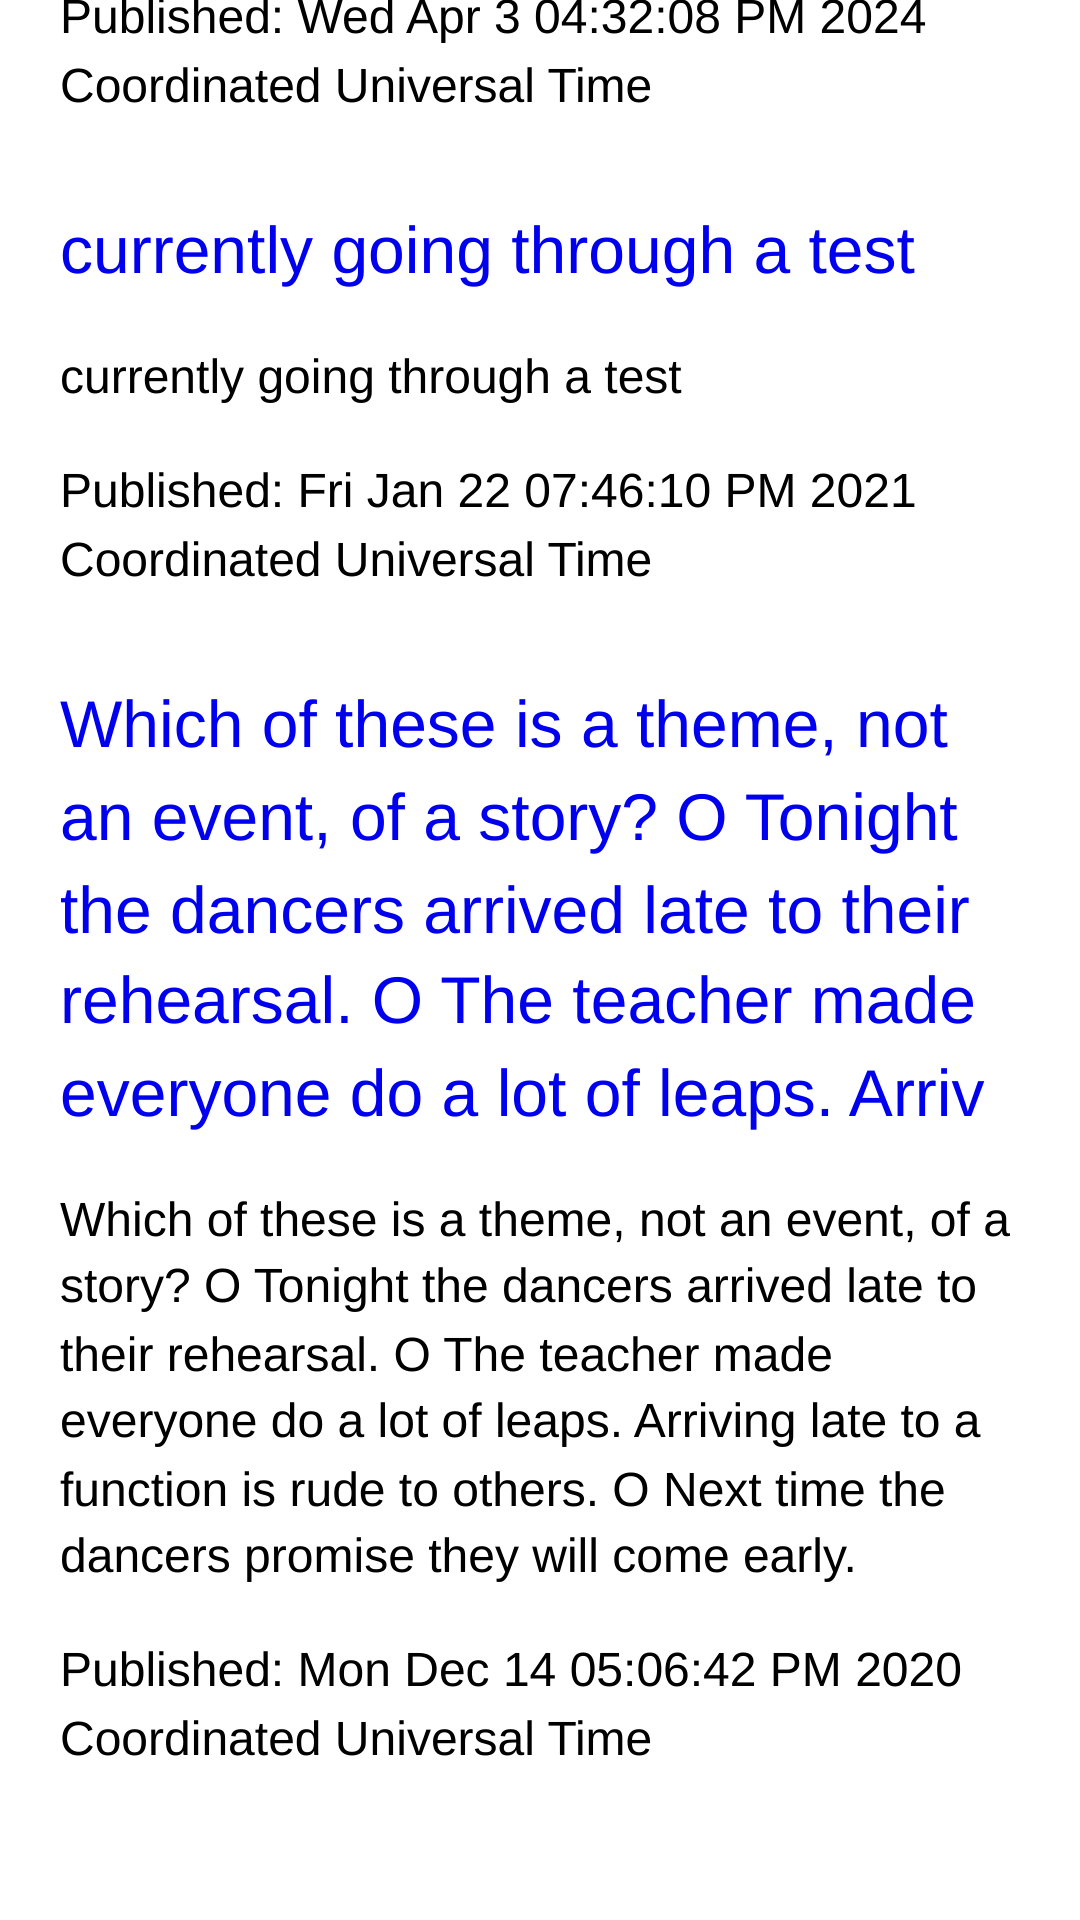 Published: Wed Apr 3 04:32:08 PM 2024
Coordinated Universal Time
currently going through a test
currently going through a test
Published: Fri Jan 22 07:46:10 PM 2021
Coordinated Universal Time
Which of these is a theme, not
an event, of a story? O Tonight
the dancers arrived late to their
rehearsal. O The teacher made
everyone do a lot of leaps. Arriv
Which of these is a theme, not an event, of a
story? O Tonight the dancers arrived late to
their rehearsal. O The teacher made
everyone do a lot of leaps. Arriving late to a
function is rude to others. O Next time the
dancers promise they will come early.
Published: Mon Dec 14 05:06:42 PM 2020
Coordinated Universal Time